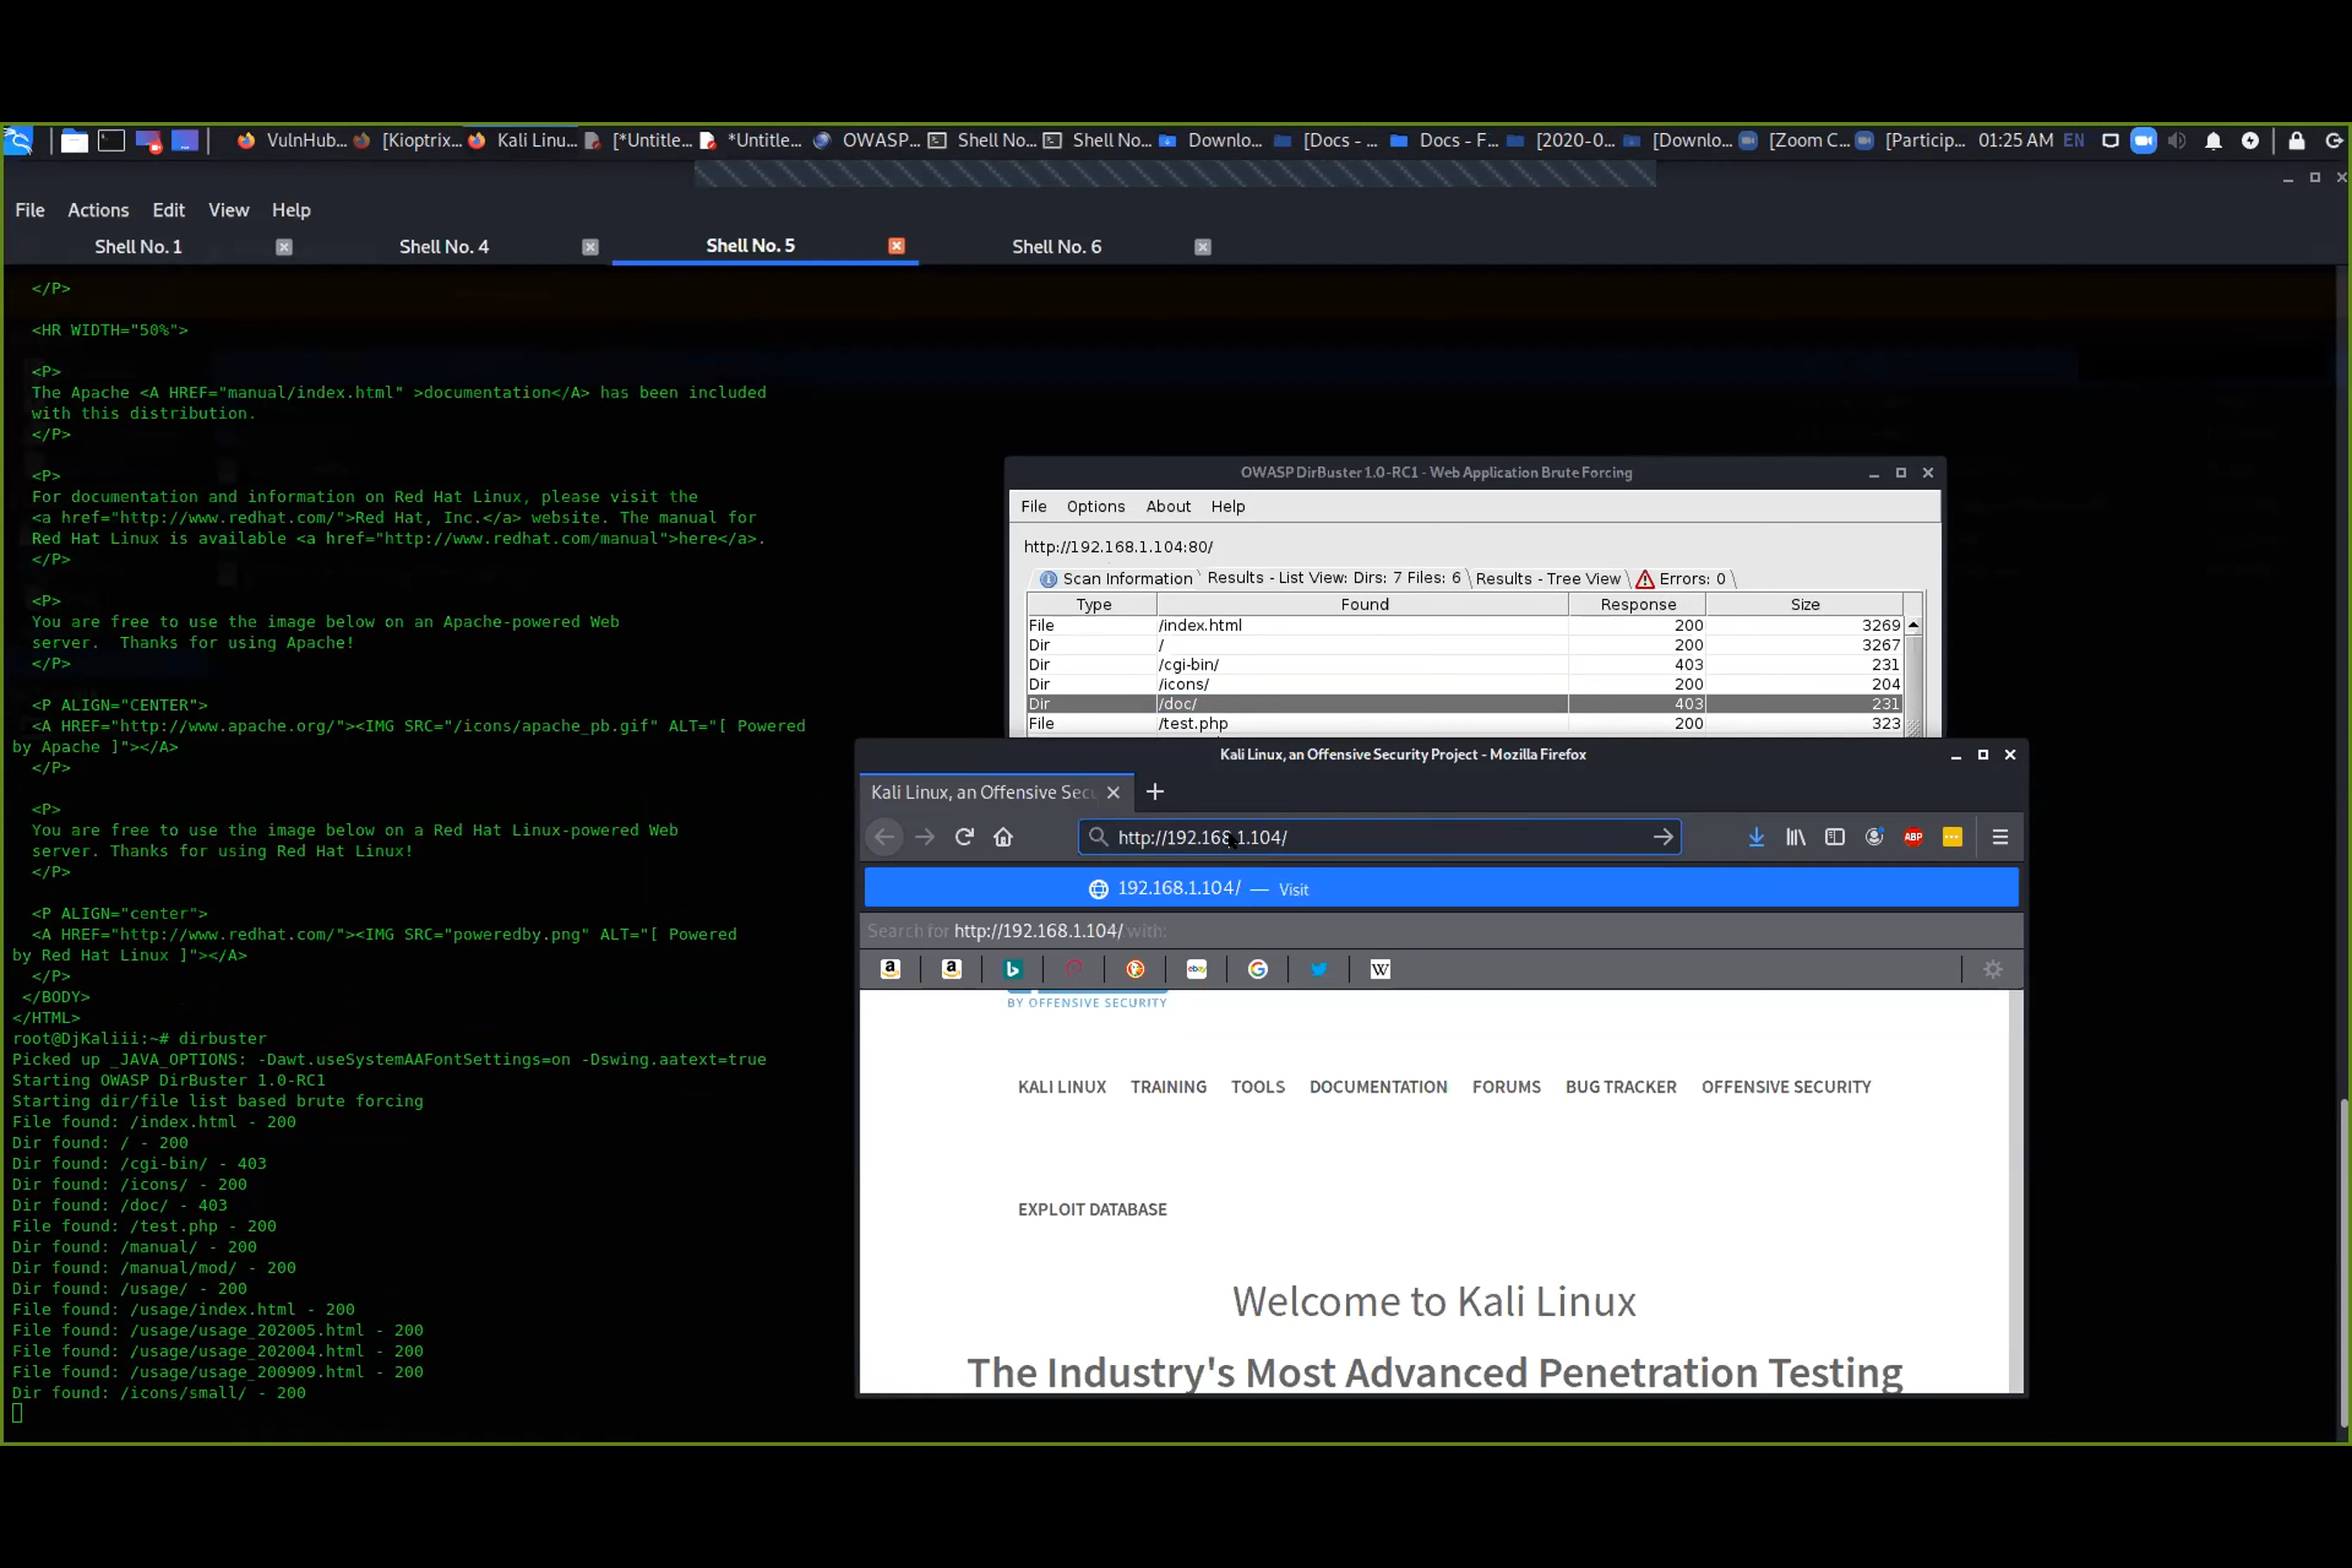 VulnHub... [Kioptrix... Kali Linu... [*Untitle... *Untitle... OWASP... Shell No... Shell No... Downlo... [Docs - ... Docs - F... [2020-0... [Downlo... [Zoom C... [Particip... 01:25 AM EN
File Actions Edit View Help
Shell No. 1 Shell No. 4 Shell No. 5 Shell No. 6
</P>
<HR WIDTH="50%">
<P>
The Apache <A HREF="manual/index.html" >documentation</A> has been included
with this distribution.
</P>
<P>
For documentation and information on Red Hat Linux, please visit the
<a href="http://www.redhat.com/">Red Hat, Inc.</a> website. The manual for
Red Hat Linux is available <a href="http://www.redhat.com/manual">here</a>.
</P>
<P>
You are free to use the image below on an Apache-powered Web
server.  Thanks for using Apache!
</P>
<P ALIGN="CENTER">
<A HREF="http://www.apache.org/"><IMG SRC="/icons/apache_pb.gif" ALT="[ Powered
by Apache ]"></A>
</P>
<P>
You are free to use the image below on a Red Hat Linux-powered Web
server. Thanks for using Red Hat Linux!
</P>
<P ALIGN="center">
<A HREF="http://www.redhat.com/"><IMG SRC="poweredby.png" ALT="[ Powered
by Red Hat Linux ]"></A>
</P>
</BODY>
</HTML>
root@DjKaliii:~# dirbuster
Picked up _JAVA_OPTIONS: -Dawt.useSystemAAFontSettings=on -Dswing.aatext=true
Starting OWASP DirBuster 1.0-RC1
Starting dir/file list based brute forcing
File found: /index.html - 200
Dir found: / - 200
Dir found: /cgi-bin/ - 403
Dir found: /icons/ - 200
Dir found: /doc/ - 403
File found: /test.php - 200
Dir found: /manual/ - 200
Dir found: /manual/mod/ - 200
Dir found: /usage/ - 200
File found: /usage/index.html - 200
File found: /usage/usage_202005.html - 200
File found: /usage/usage_202004.html - 200
File found: /usage/usage_200909.html - 200
Dir found: /icons/small/ - 200
OWASP DirBuster 1.0-RC1 - Web Application Brute Forcing
File Options About Help
http://192.168.1.104:80/
Scan Information Results - List View: Dirs: 7 Files: 6 Results - Tree View Errors: 0
Type Found Response Size
File /index.html 200 3269
Dir / 200 3267
Dir /cgi-bin/ 403 231
Dir /icons/ 200 204
Dir /doc/ 403 231
File /test.php 200 323
Kali Linux, an Offensive Security Project - Mozilla Firefox
Kali Linux, an Offensive Secu
http://192.168.1.104/
ABP
192.168.1.104/ — Visit
Search for http://192.168.1.104/ with:
a a b ebay G W
BY OFFENSIVE SECURITY
KALI LINUX TRAINING TOOLS DOCUMENTATION FORUMS BUG TRACKER OFFENSIVE SECURITY
EXPLOIT DATABASE
Welcome to Kali Linux
The Industry's Most Advanced Penetration Testing